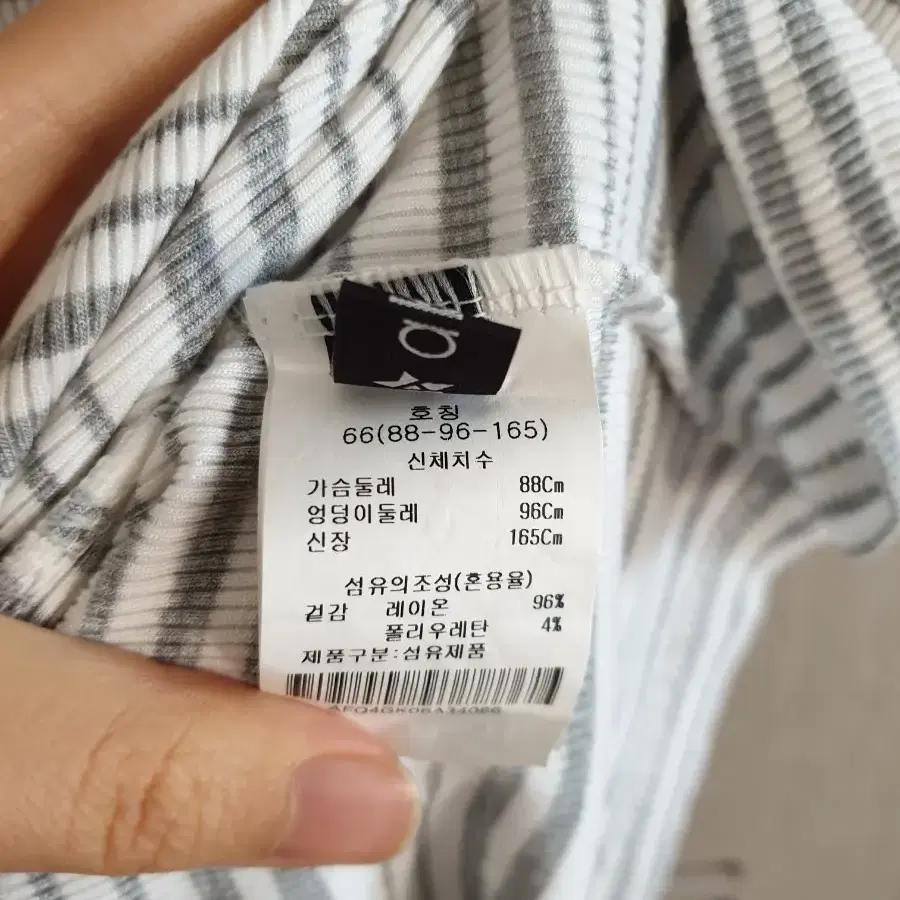 호칭
66(88-96-165)
신체치수
가슴둘레 88Cm
엉덩이둘레 96Cm
신장 165Cm
섬유의조성(혼용율)
겉감 레이온 96%
폴리우레탄 4%
제품구분:섬유제품